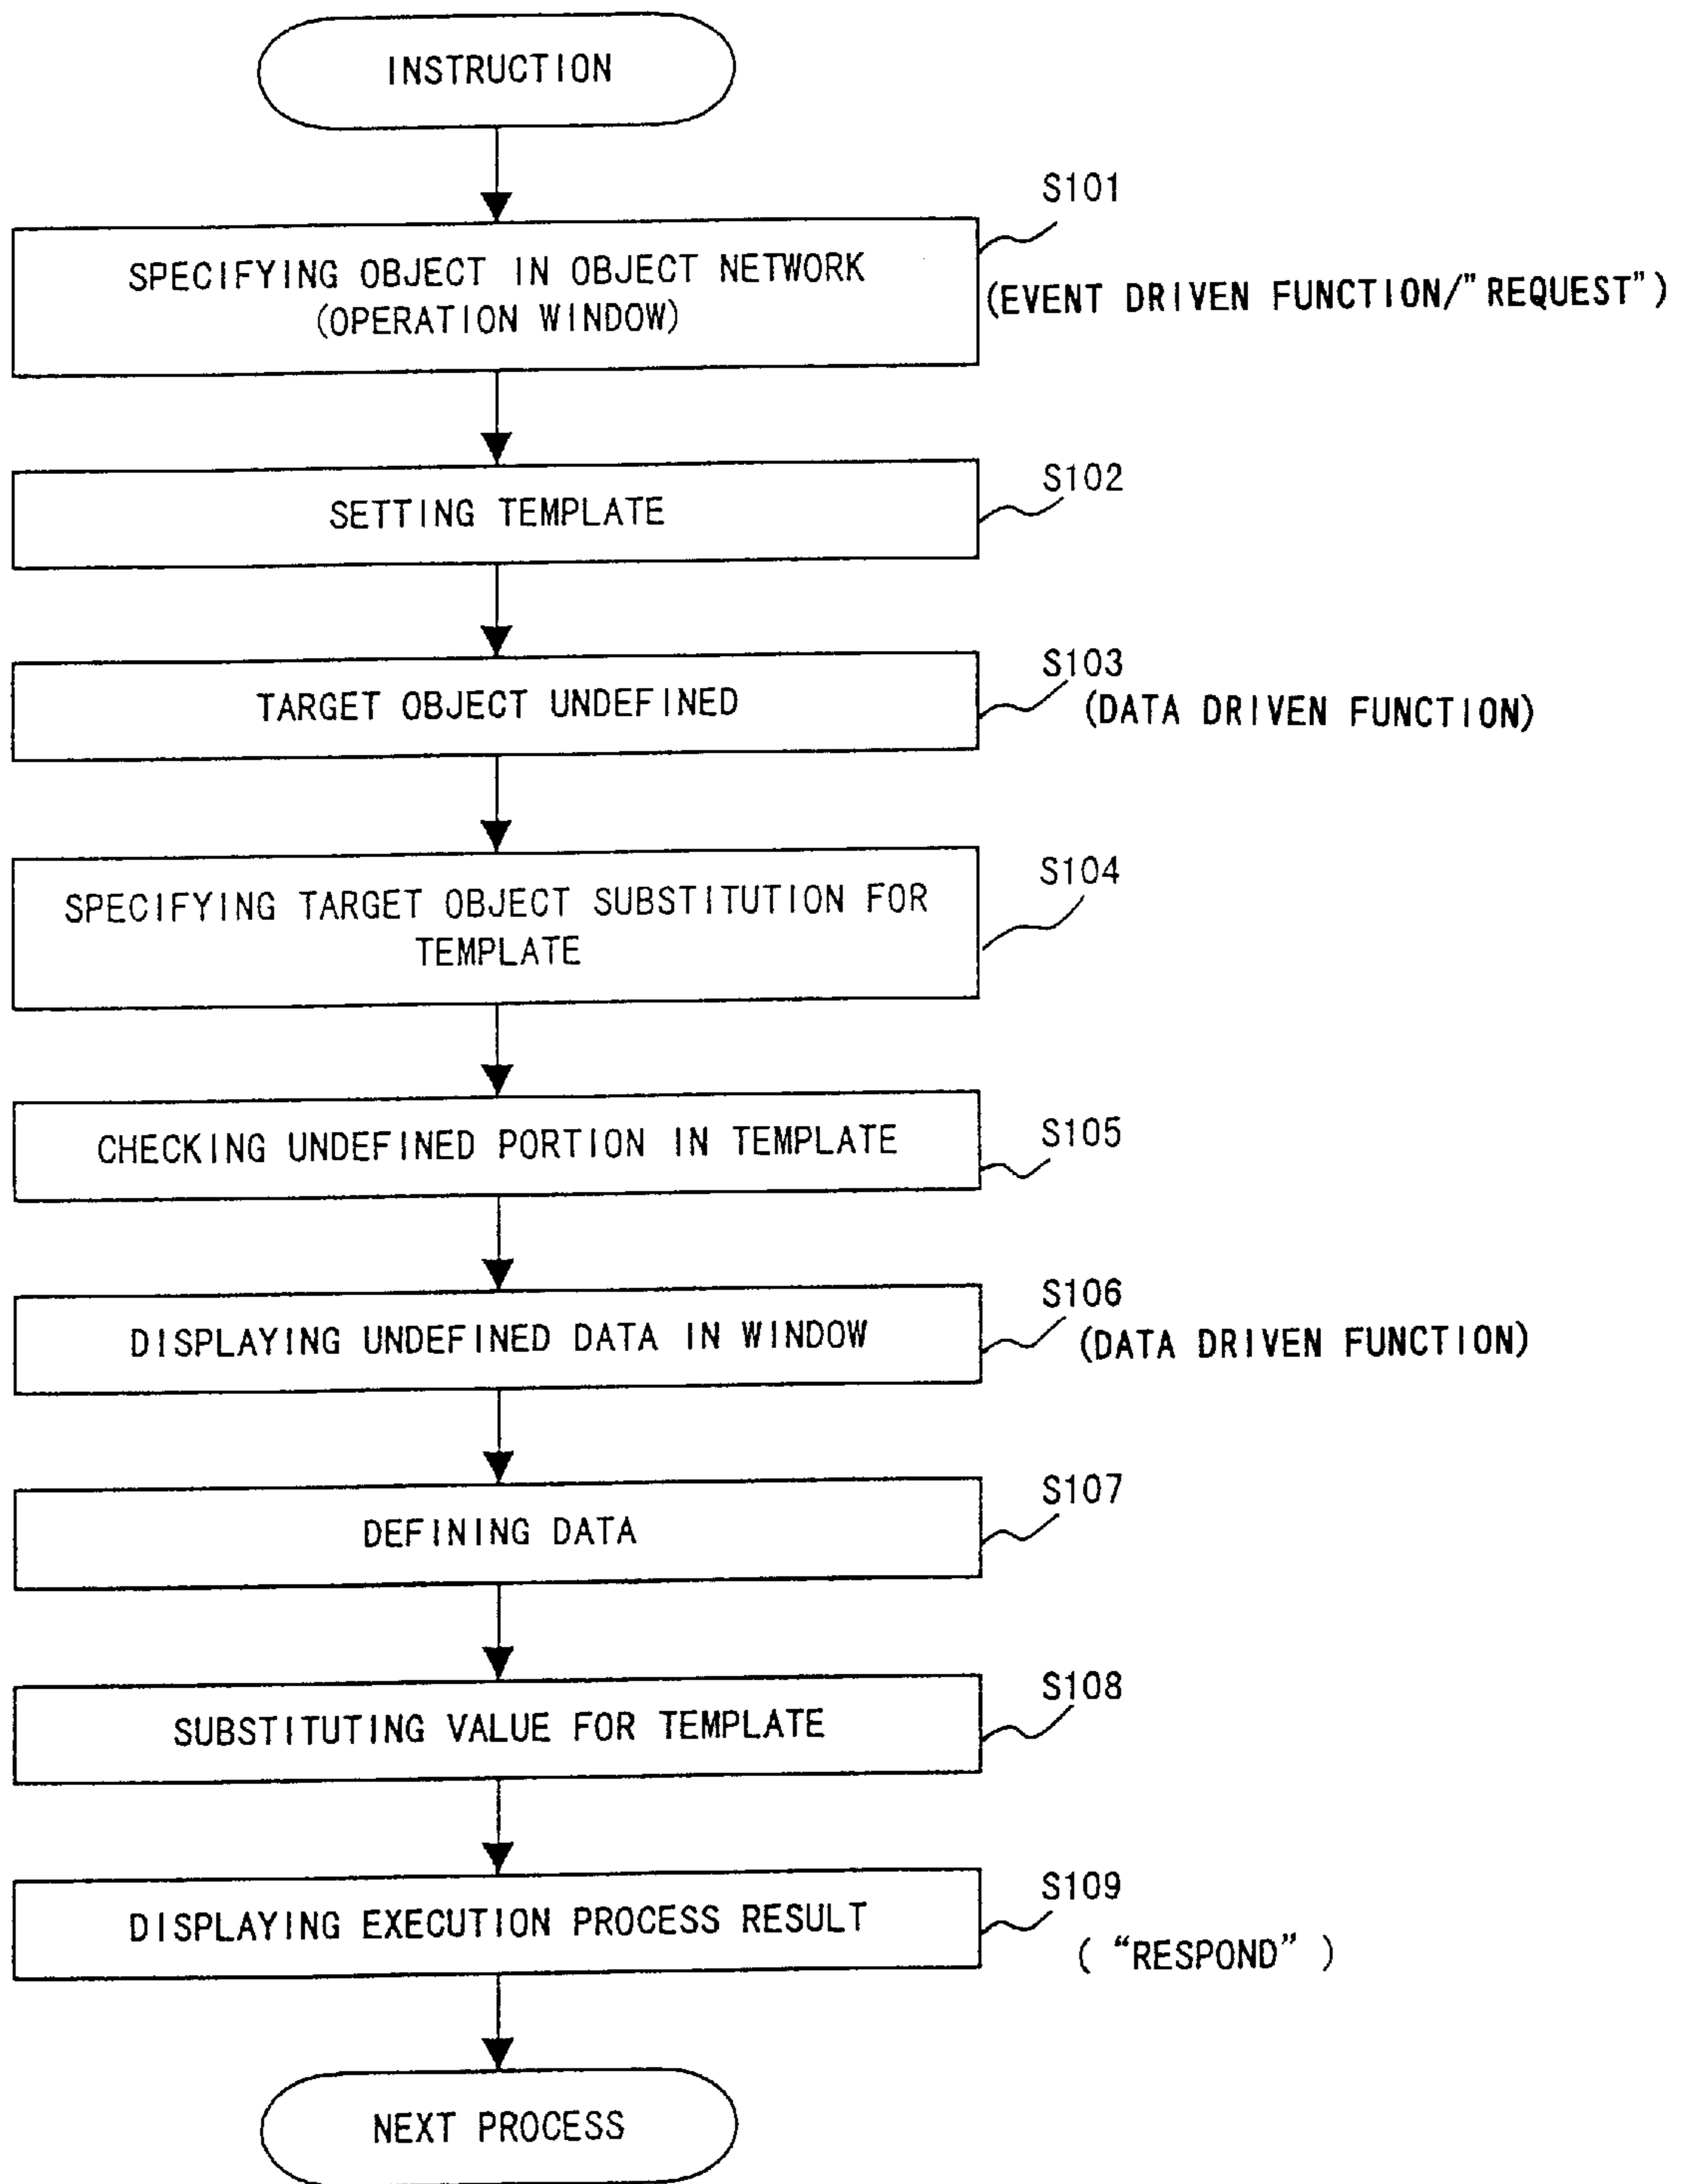 INSTRUCTION
S101
SPECIFYING OBJECT IN OBJECT NETWORK
(OPERATION WINDOW)
(EVENT DRIVEN FUNCTION/"REQUEST")
S102
SETTING TEMPLATE
S103
TARGET OBJECT UNDEFINED
(DATA DRIVEN FUNCTION)
S104
SPECIFYING TARGET OBJECT SUBSTITUTION FOR
TEMPLATE
S105
CHECKING UNDEFINED PORTION IN TEMPLATE
S106
DISPLAYING UNDEFINED DATA IN WINDOW
(DATA DRIVEN FUNCTION)
S107
DEFINING DATA
S108
SUBSTITUTING VALUE FOR TEMPLATE
S109
DISPLAYING EXECUTION PROCESS RESULT
( “RESPOND” )
NEXT PROCESS